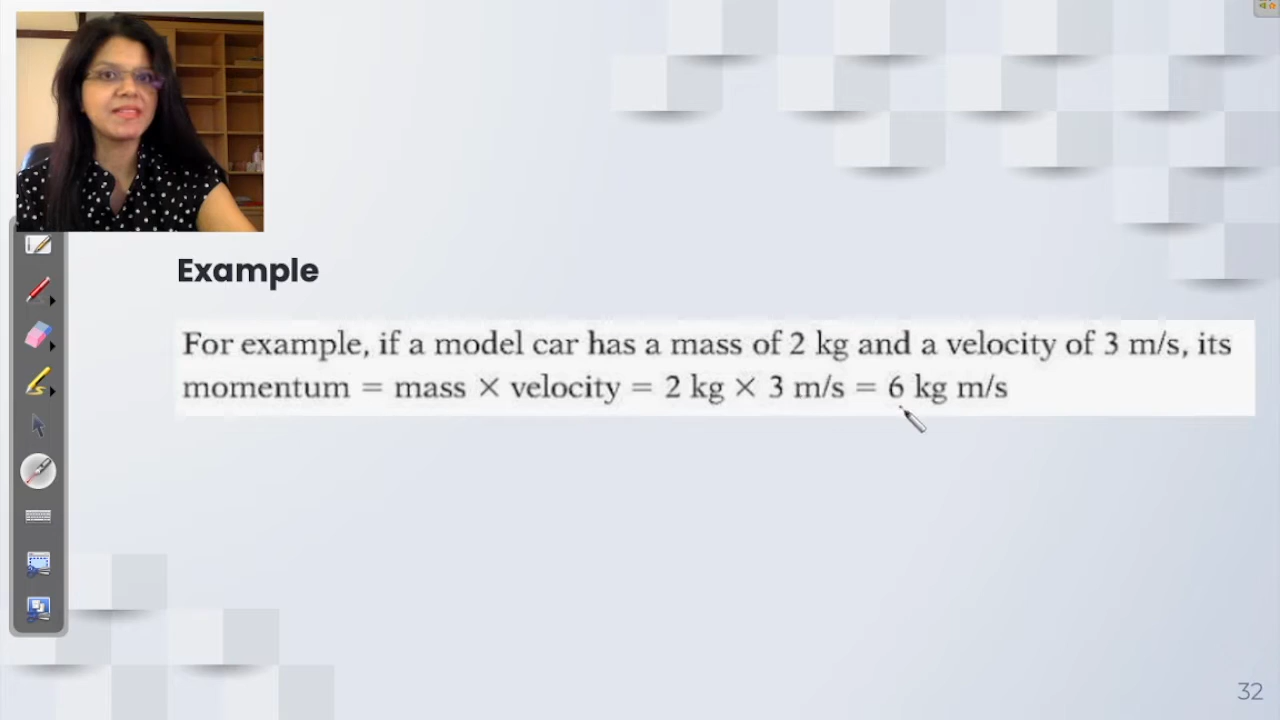 Example
For example, if a model car has a mass of 2 kg and a velocity of 3 m/s, its
momentum = mass × velocity = 2 kg × 3 m/s = 6 kg m/s
32